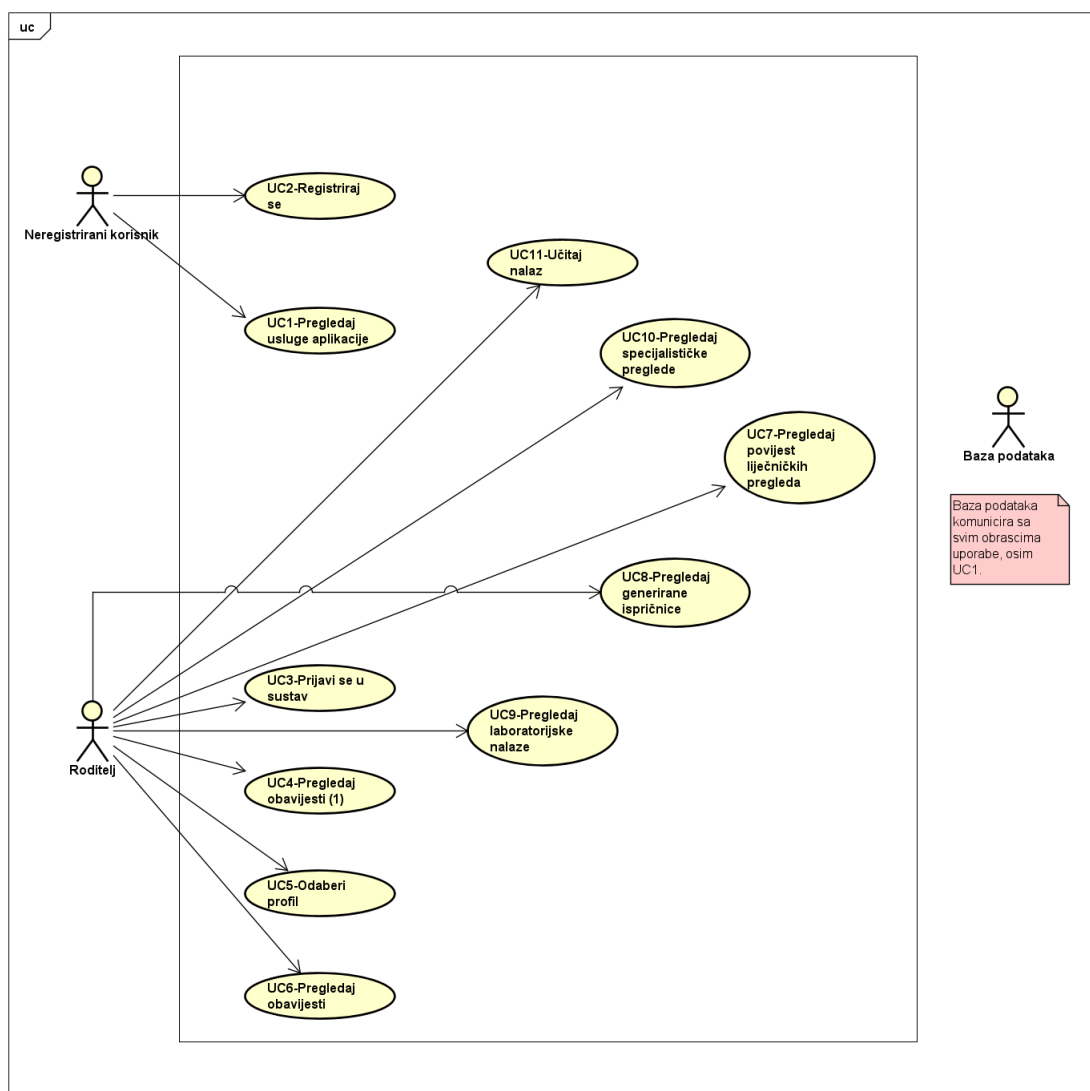 uc
UC2-Registriraj
se
Neregistrirani korisnik
UC11-Učitaj
nalaz
UC1-Pregledaj
usluge aplikacije
UC10-Pregledaj
specijalističke
preglede
UC7-Pregledaj
povijest
liječničkih
pregleda
Baza podataka
Baza podataka
komunicira sa
svim obrascima
uporabe, osim
UC1.
UC8-Pregledaj
generirane
ispričnice
UC3-Prijavi se u
sustav
UC9-Pregledaj
laboratorijske
nalaze
Roditelj
UC4-Pregledaj
obavijesti (1)
UC5-Odaberi
profil
UC6-Pregledaj
obavijesti